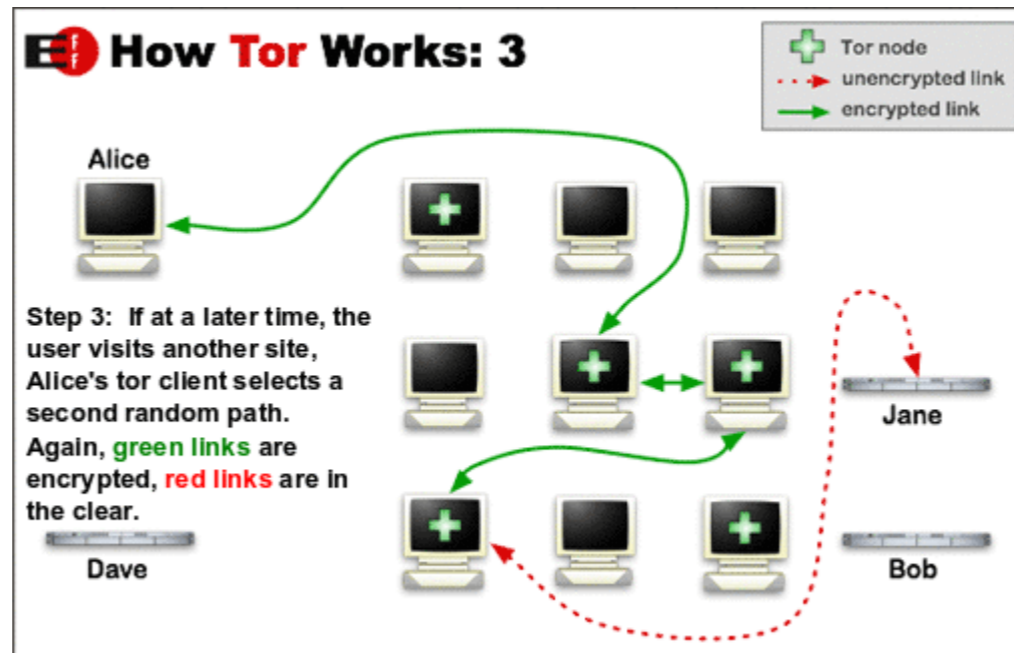 EFF How Tor Works: 3
Tor node
unencrypted link
encrypted link
Alice
Step 3: If at a later time, the
user visits another site,
Alice's tor client selects a
second random path.
Again, green links are
encrypted, red links are in
the clear.
Jane
Dave
Bob